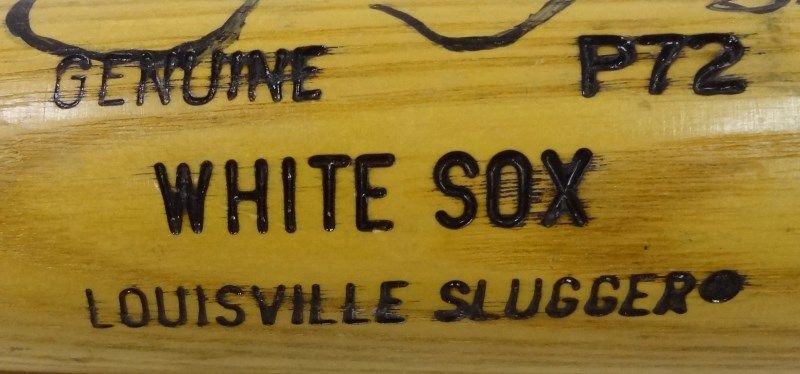 GENUINE P72
WHITE SOX
LOUISVILLE SLUGGER